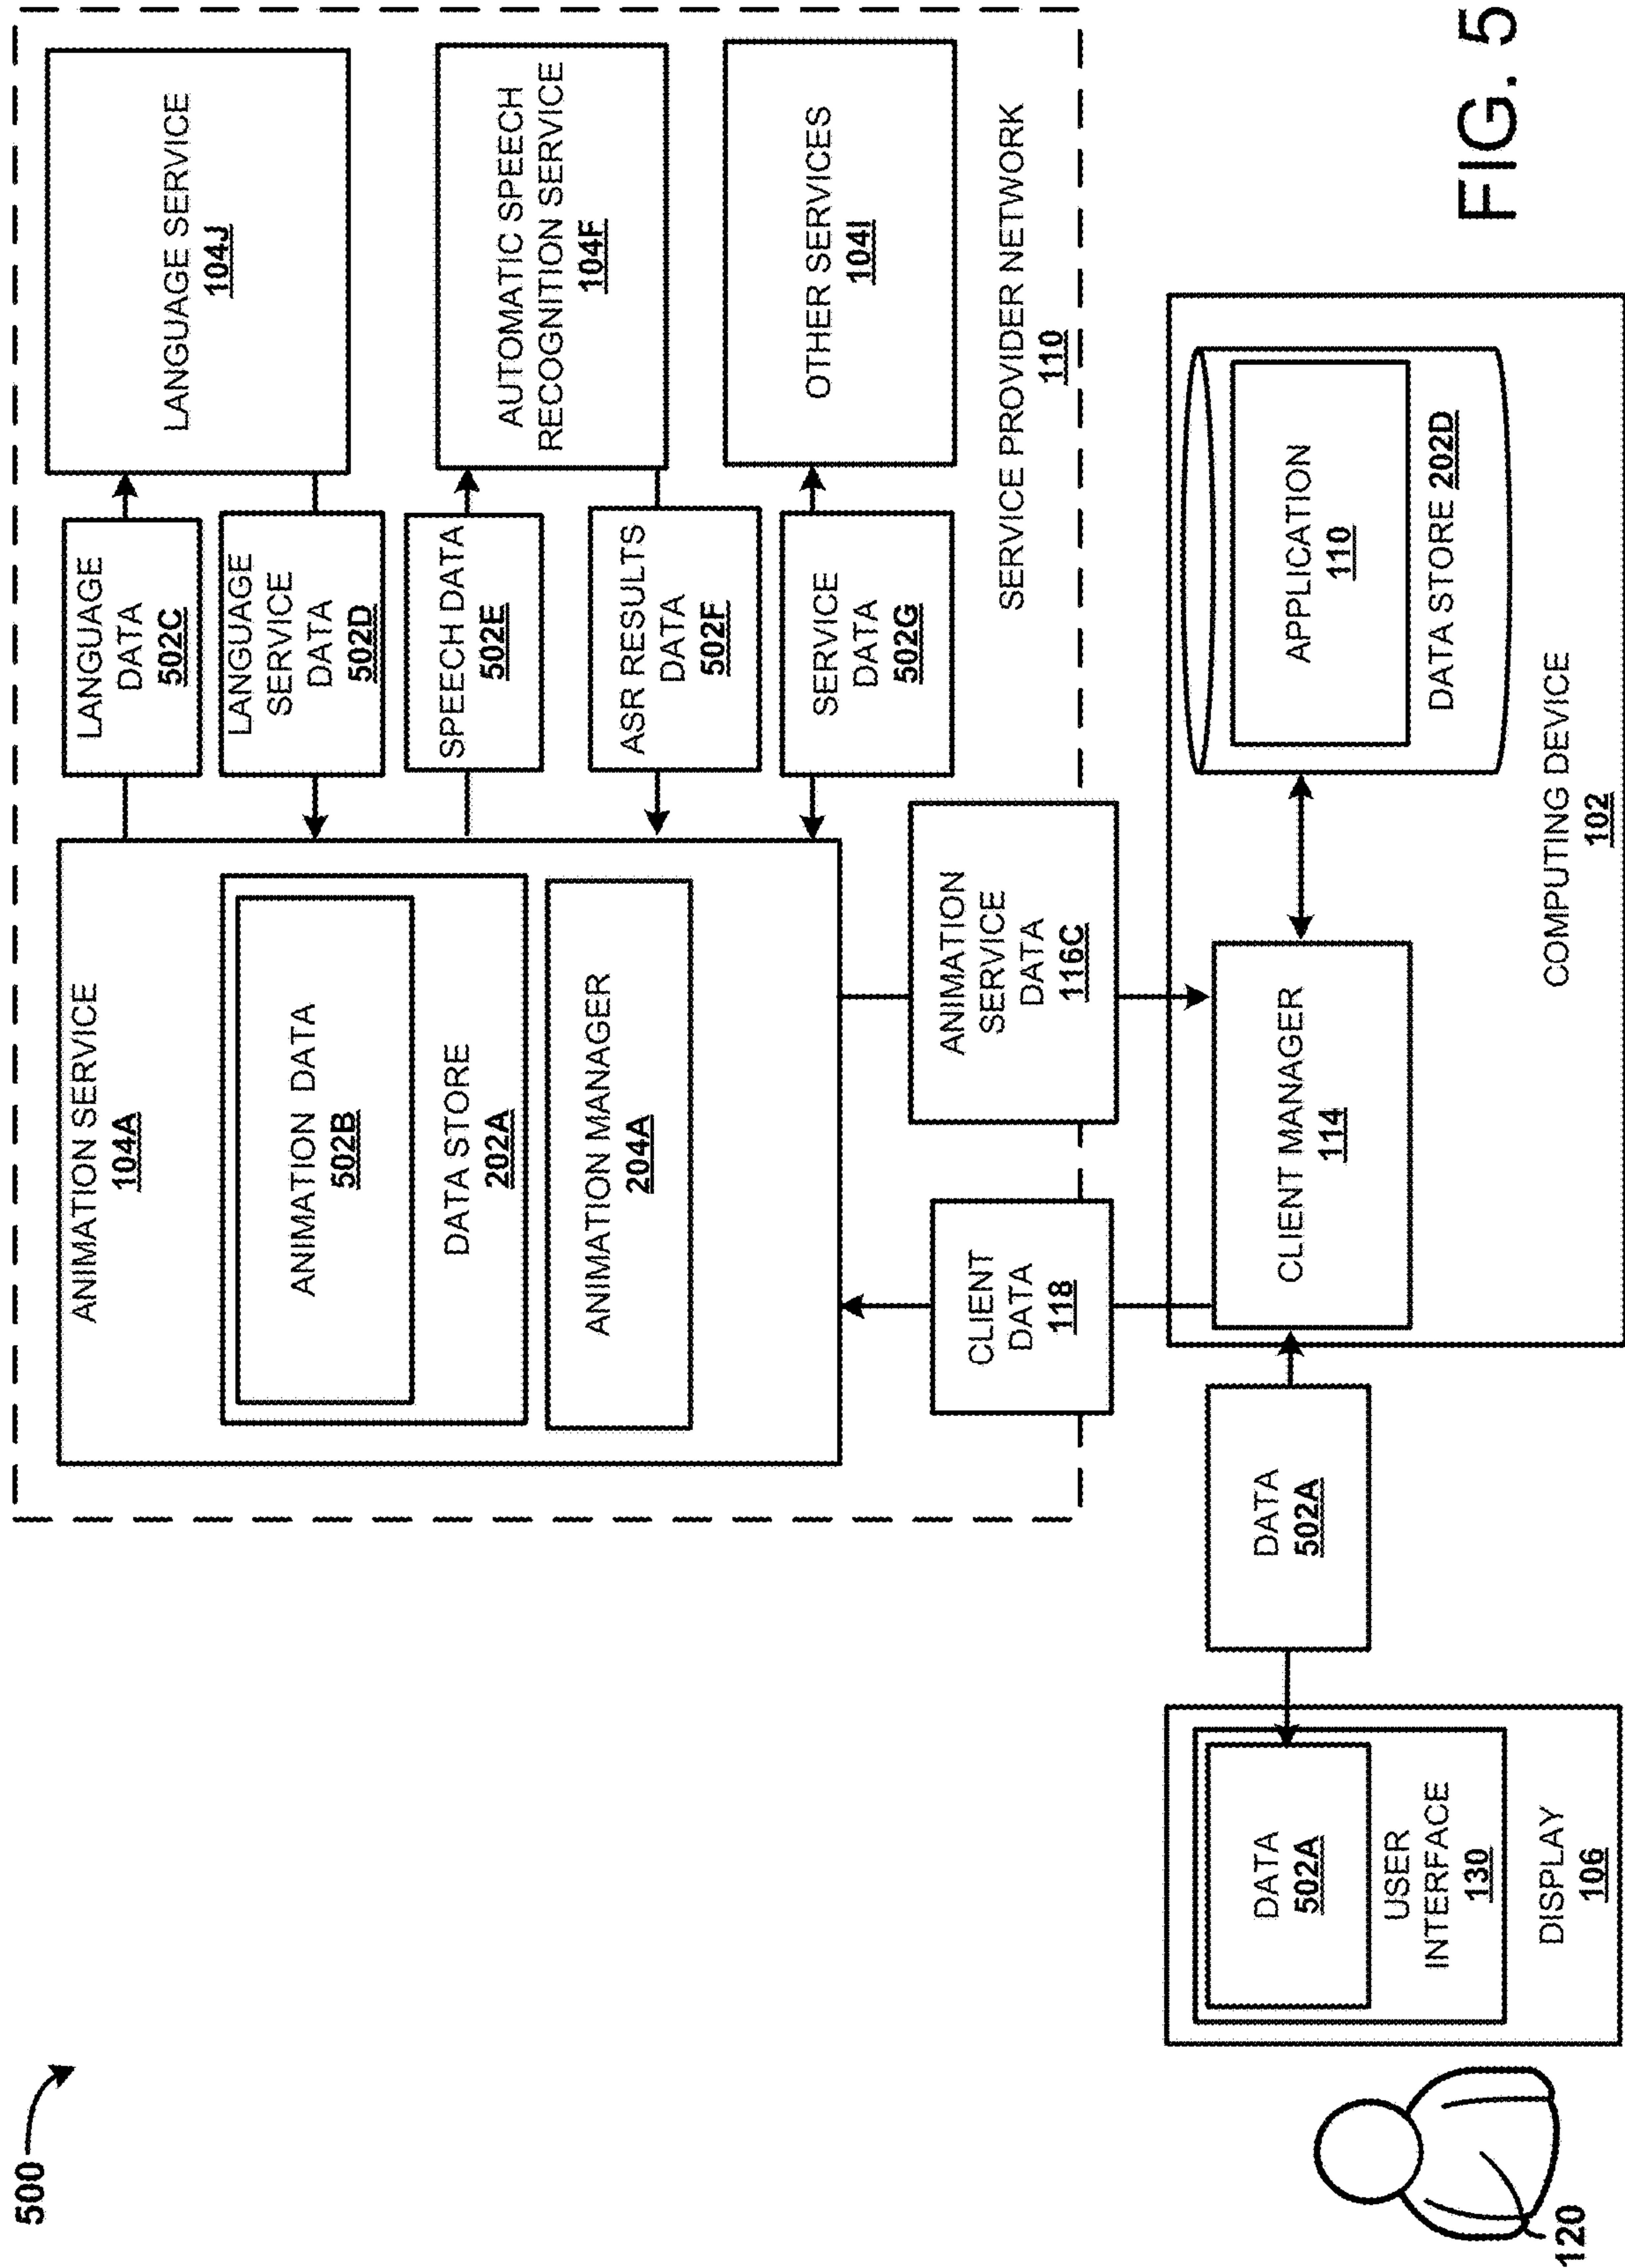 500
ANIMATION SERVICE
104A
ANIMATION DATA
502B
DATA STORE
202A
ANIMATION MANAGER
204A
LANGUAGE
DATA
502C
LANGUAGE
SERVICE
DATA
502D
SPEECH DATA
502E
ASR RESULTS
DATA
502F
SERVICE
DATA
502G
LANGUAGE SERVICE
104J
AUTOMATIC SPEECH
RECOGNITION SERVICE
104F
OTHER SERVICES
104I
SERVICE PROVIDER NETWORK
110
CLIENT
DATA
118
ANIMATION
SERVICE
DATA
116C
120
DATA
502A
USER
INTERFACE
130
DISPLAY
106
DATA
502A
CLIENT MANAGER
114
APPLICATION
110
DATA STORE 202D
COMPUTING DEVICE
102
FIG. 5